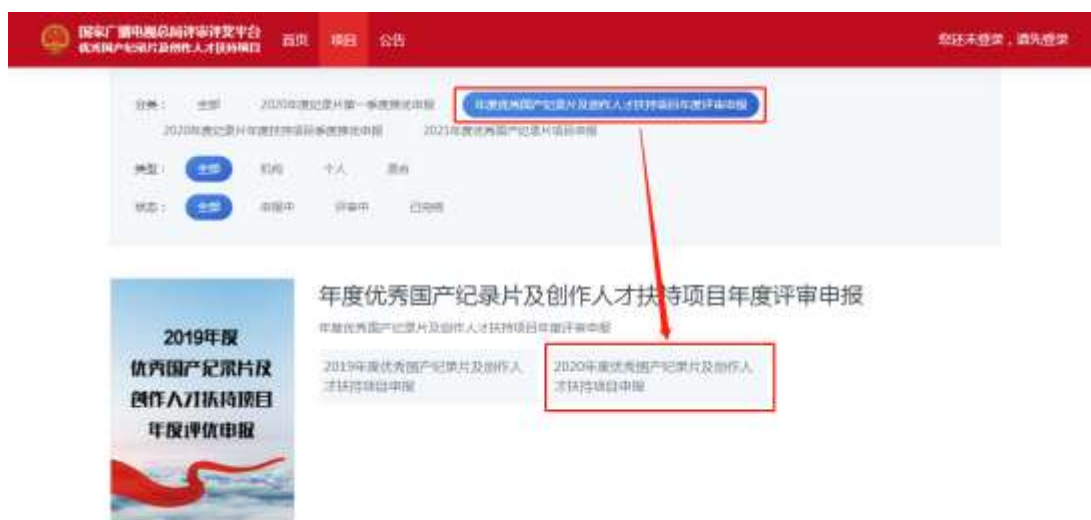 国家广播电视总局评审评奖平台
优秀国产纪录片及创作人才扶持项目
首页 项目 公告
您还未登录，请先登录
分类： 全部 2020年度纪录片第一季度推优申报 年度优秀国产纪录片及创作人才扶持项目年度评审申报
2020年度纪录片年度扶持项目季度推优申报 2021年度优秀国产纪录片项目申报
类型： 全部 机构 个人
状态： 全部 申报中 评审中 已完结
年度优秀国产纪录片及创作人才扶持项目年度评审申报
年度优秀国产纪录片及创作人才扶持项目年度评审申报
2019年度优秀国产纪录片及创作人
才扶持项目申报
2020年度优秀国产纪录片及创作人
才扶持项目申报
2019年度
优秀国产纪录片及
创作人才扶持项目
年度评优申报